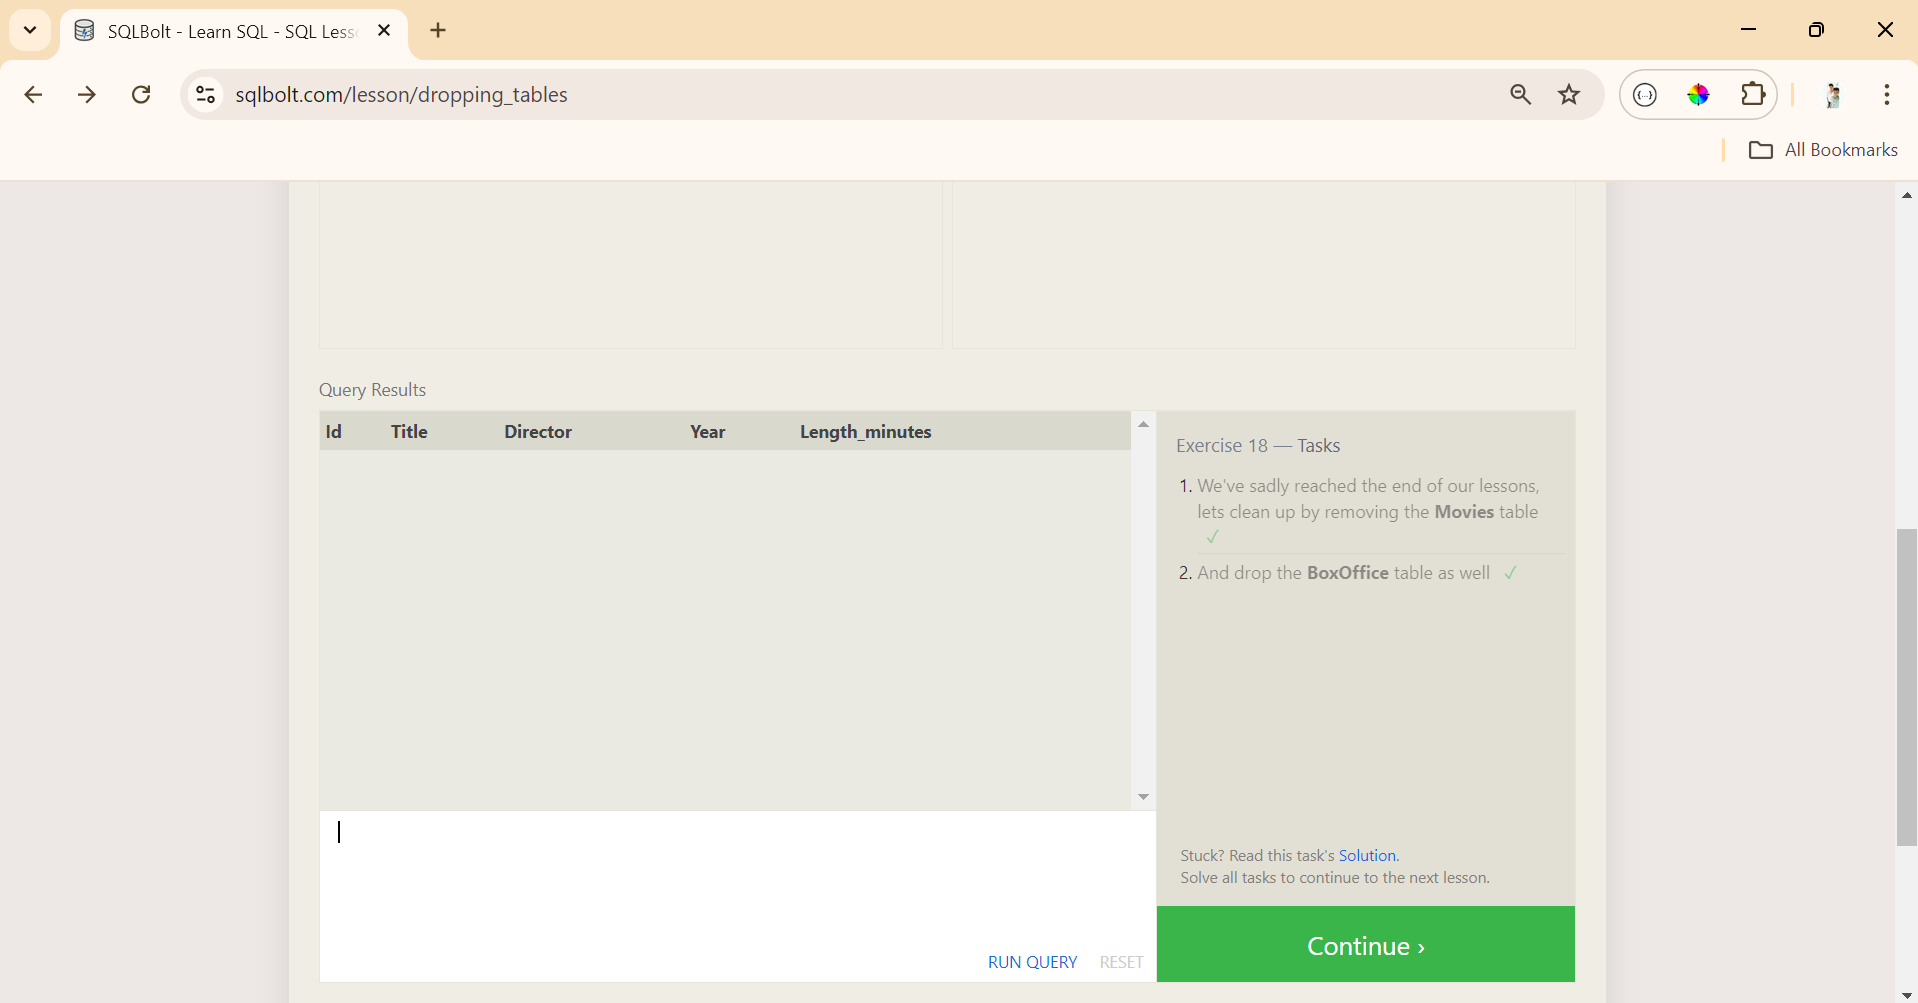 SQLBolt - Learn SQL - SQL Less
sqlbolt.com/lesson/dropping_tables
All Bookmarks
Query Results
Id Title Director Year Length_minutes
Exercise 18 — Tasks
1. We've sadly reached the end of our lessons,
lets clean up by removing the Movies table
✓
2. And drop the BoxOffice table as well ✓
Stuck? Read this task's Solution.
Solve all tasks to continue to the next lesson.
RUN QUERY RESET
Continue ›